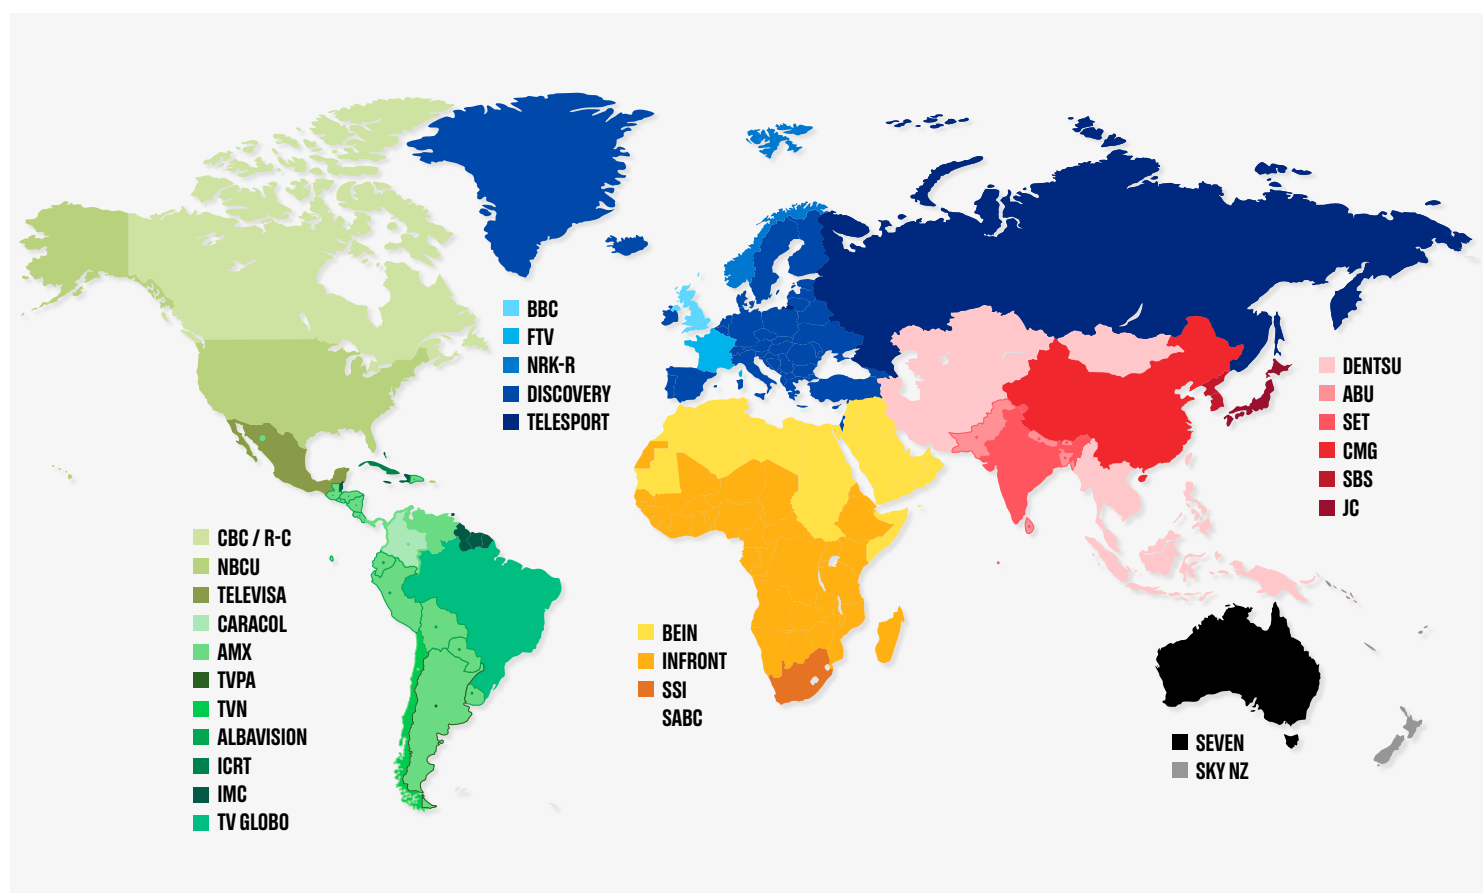 BBC
FTV
NRK-R
DISCOVERY
TELESPORT
DENTSU
ABU
SET
CMG
SBS
JC
CBC / R-C
NBCU
TELEVISA
CARACOL
AMX
TVPA
TVN
ALBAVISION
ICRT
IMC
TV GLOBO
BEIN
INFRONT
SSI
SABC
SEVEN
SKY NZ